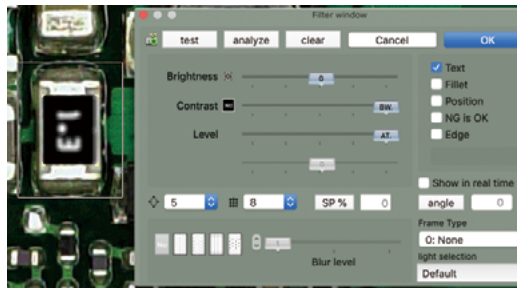 Filter window
test analyze clear Cancel OK
Brightness 0
Contrast BW.
Level AT.
0
Text
Fillet
Position
NG is OK
Edge
Show in real time
5 8 SP % 0 angle 0
Frame Type
0: None
Blur level
light selection
Default